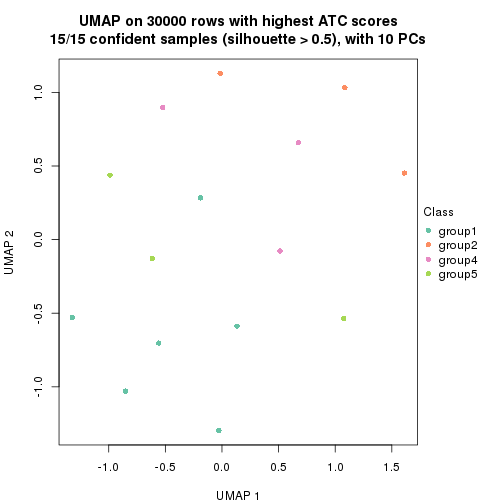 UMAP on 30000 rows with highest ATC scores
15/15 confident samples (silhouette > 0.5), with 10 PCs
1.0
0.5
0.0
-0.5
-1.0
UMAP 2
-1.0 -0.5 0.0 0.5 1.0 1.5
UMAP 1
Class
group1
group2
group4
group5